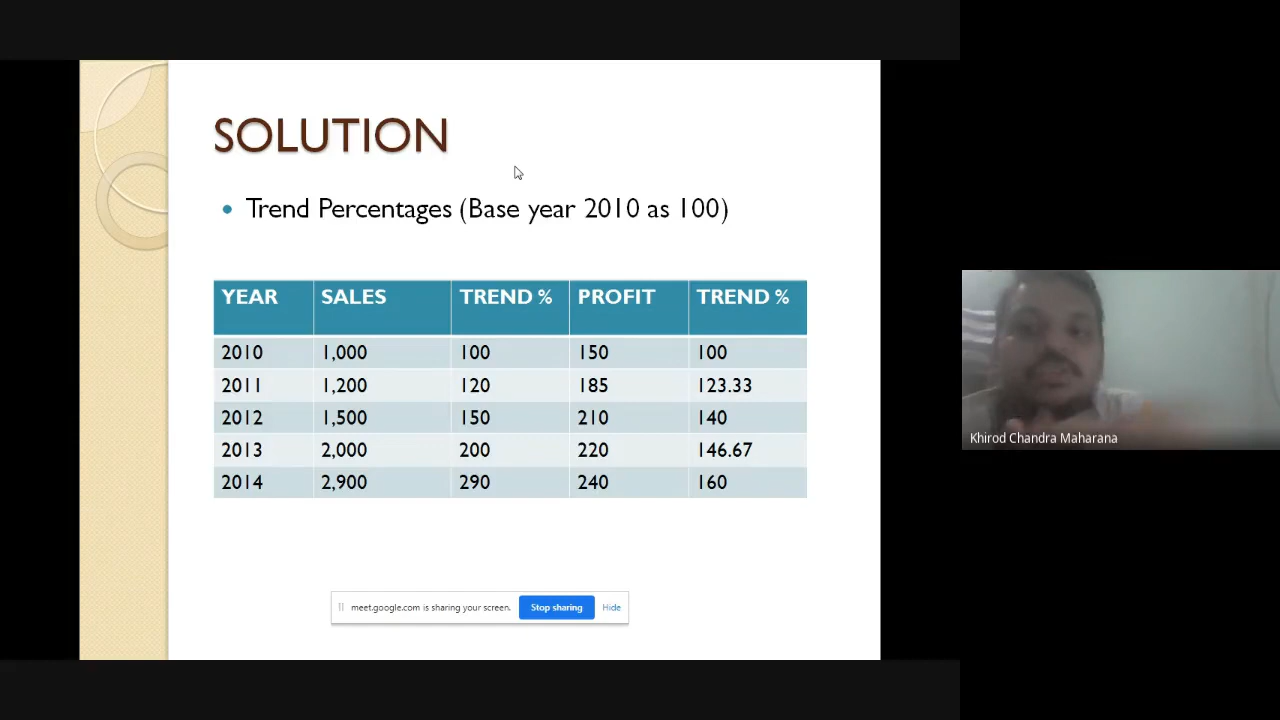 SOLUTION
• Trend Percentages (Base year 2010 as 100)
YEAR SALES TREND % PROFIT TREND %
2010 1,000 100 150 100
2011 1,200 120 185 123.33
2012 1,500 150 210 140
2013 2,000 200 220 146.67
2014 2,900 290 240 160
Khirod Chandra Maharana
meet.google.com is sharing your screen. Stop sharing Hide